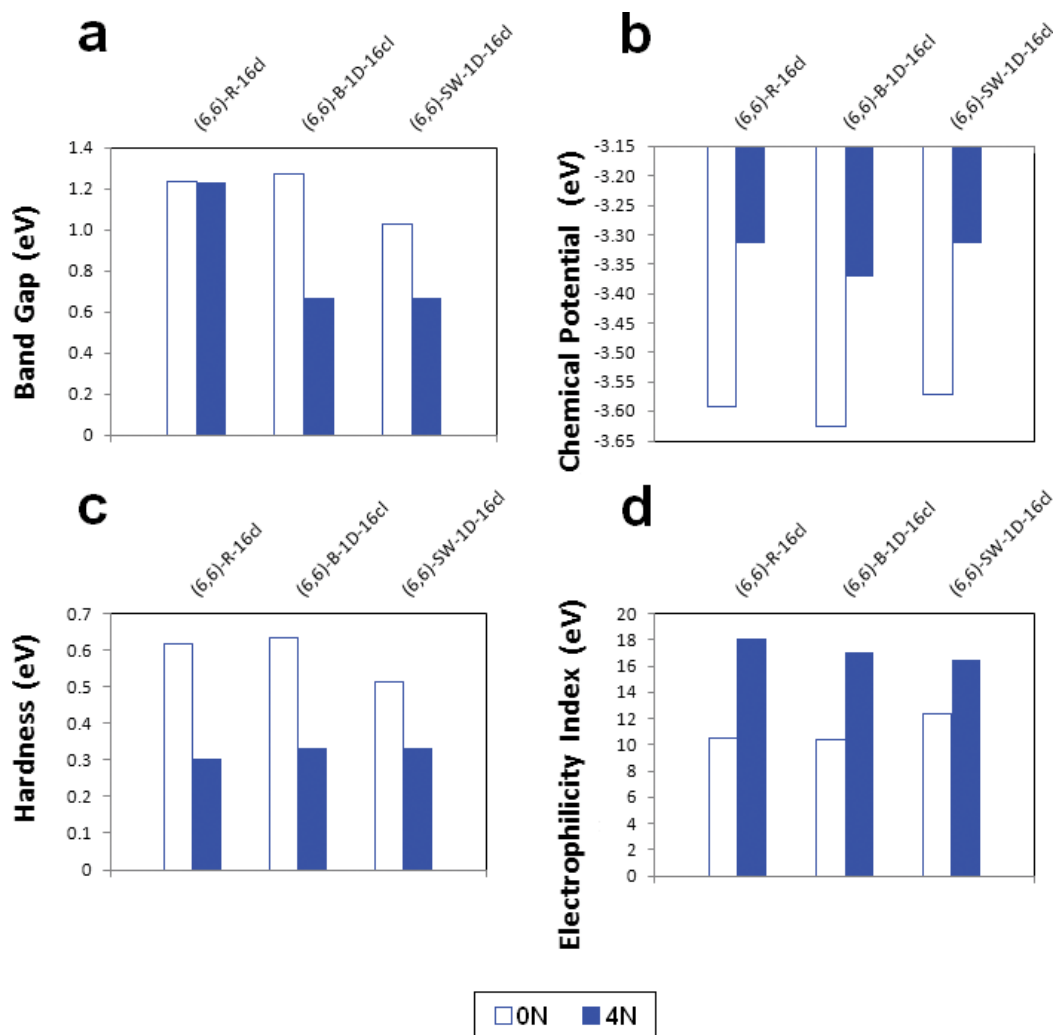 a
(6,6)-R-16cl
(6,6)-B-1D-16cl
(6,6)-SW-1D-16cl
Band Gap (eV)
1.4
1.2
1.0
0.8
0.6
0.4
0.2
0
b
(6,6)-R-16cl
(6,6)-B-1D-16cl
(6,6)-SW-1D-16cl
Chemical Potential (eV)
-3.15
-3.20
-3.25
-3.30
-3.35
-3.40
-3.45
-3.50
-3.55
-3.60
-3.65
c
(6,6)-R-16cl
(6,6)-B-1D-16cl
(6,6)-SW-1D-16cl
Hardness (eV)
0.7
0.6
0.5
0.4
0.3
0.2
0.1
0
d
(6,6)-R-16cl
(6,6)-B-1D-16cl
(6,6)-SW-1D-16cl
Electrophilicity Index (eV)
20
18
16
14
12
10
8
6
4
2
0
0N 4N